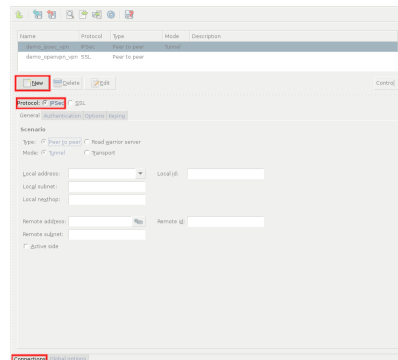 Name Protocol Type Mode Description
demo_ipsec_vpn IPSec Peer to peer Tunnel
demo_openvpn_vpn SSL Peer to peer
New Delete Edit Control
Protocol: IPSec SSL
General Authentication Options Keying
Scenario
Type: Peer to peer Road warrior server
Mode: Tunnel Transport
Local address: Local id:
Local subnet:
Local nexthop:
Remote address: Remote id:
Remote subnet:
Active side
Connections Global options